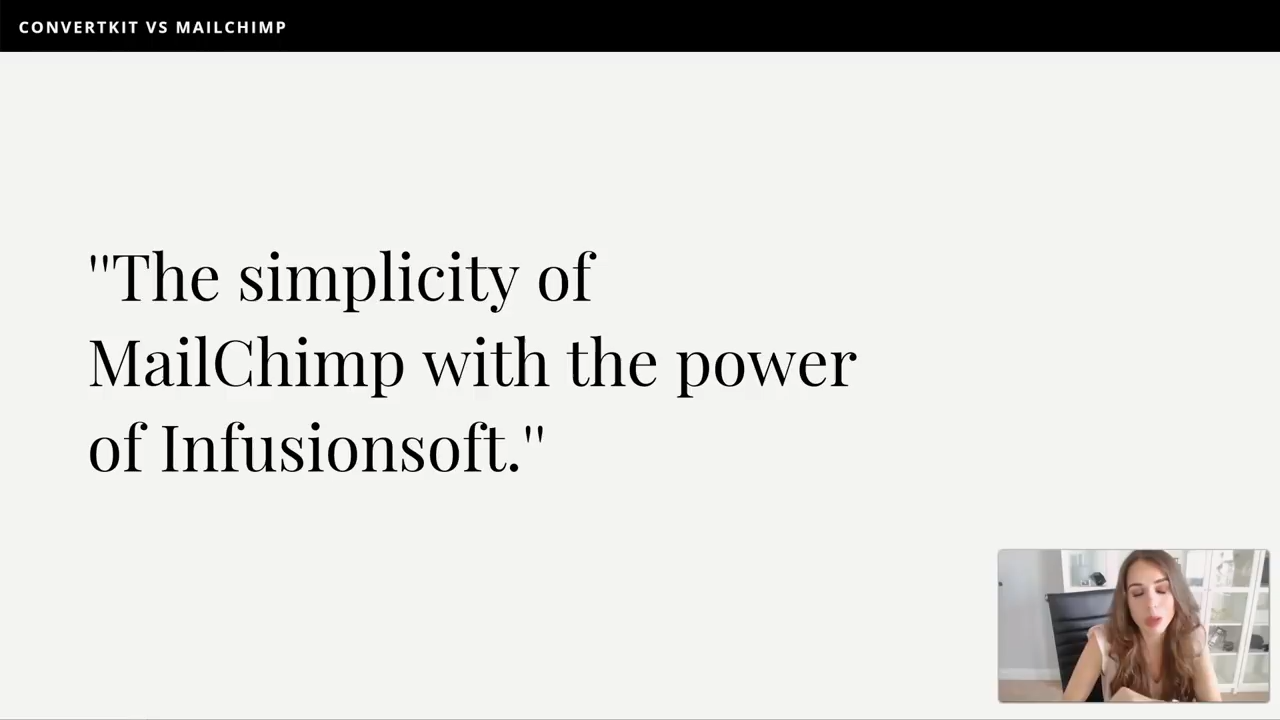 CONVERTKIT VS MAILCHIMP
"The simplicity of
MailChimp with the power
of Infusionsoft."